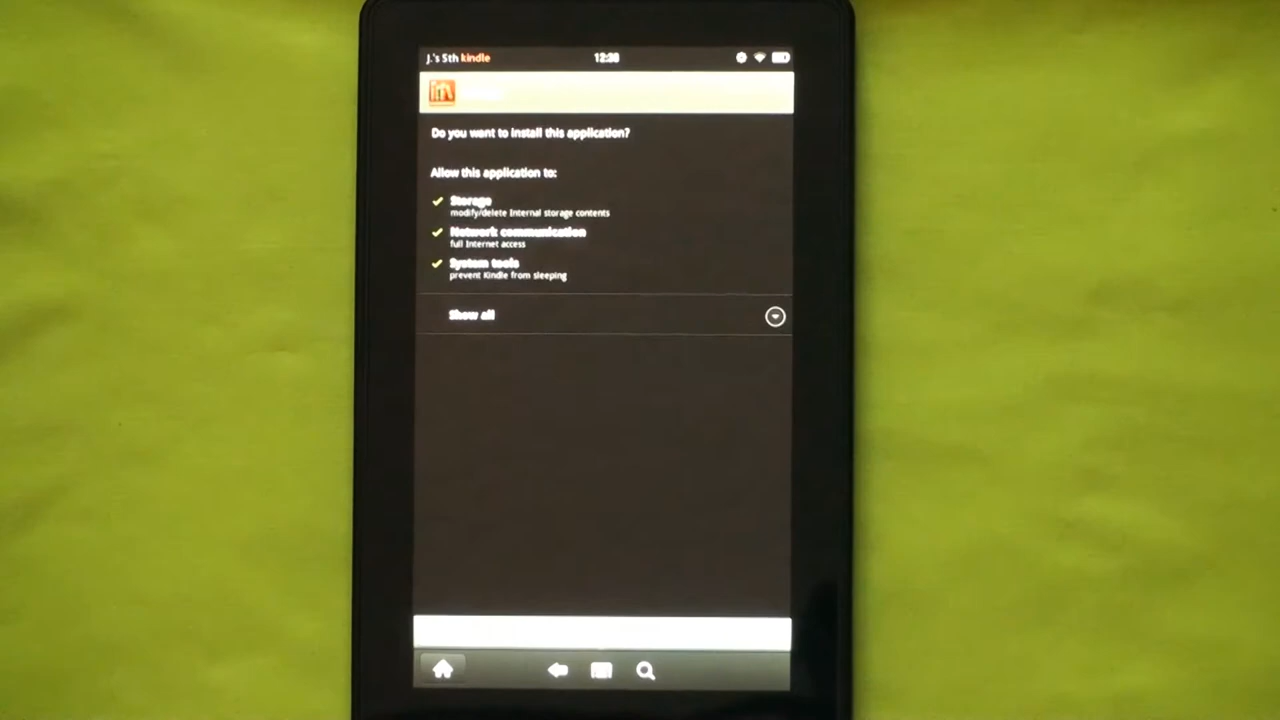 J.'s 5th kindle 12:38
Do you want to install this application?
Allow this application to:
Storage
modify/delete Internal storage contents
Network communication
full Internet access
System tools
prevent Kindle from sleeping
Show all